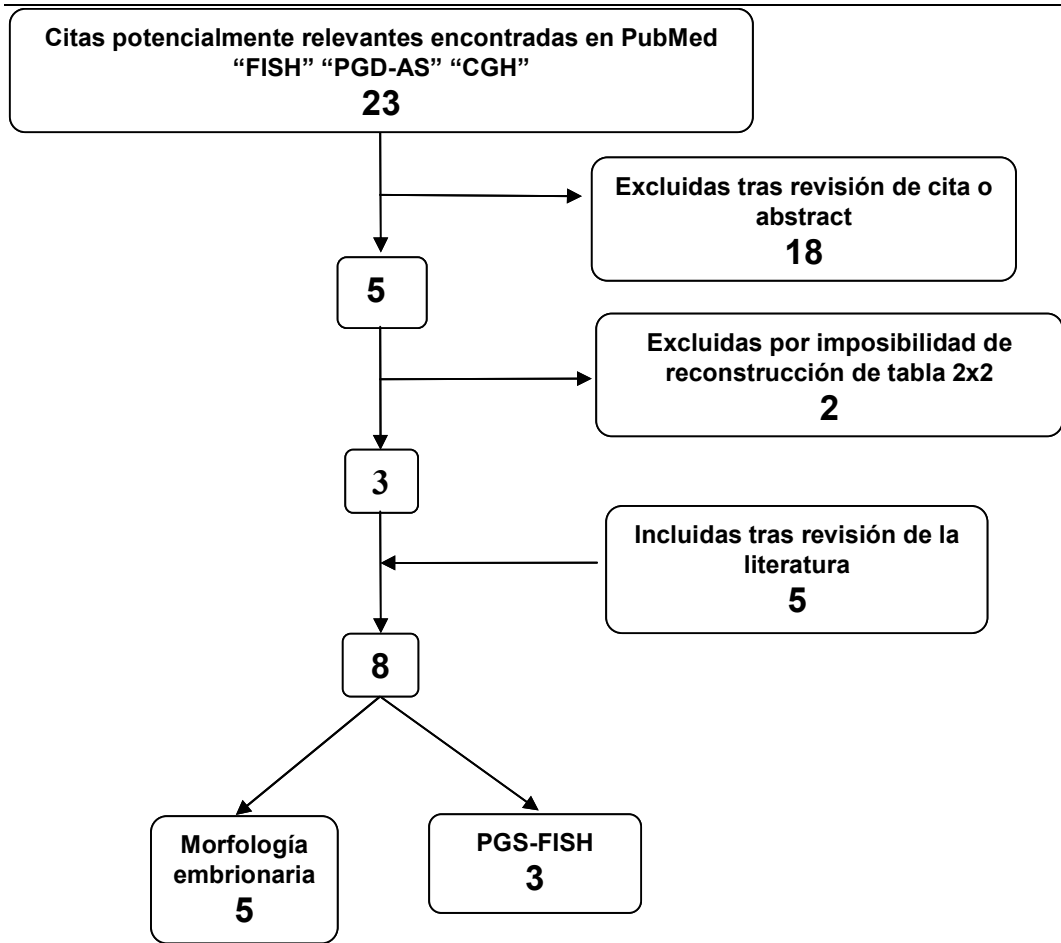 Citas potencialmente relevantes encontradas en PubMed
“FISH” “PGD-AS” “CGH”
23
Excluidas tras revisión de cita o
abstract
18
5
Excluidas por imposibilidad de
reconstrucción de tabla 2x2
2
3
Incluidas tras revisión de la
literatura
5
8
Morfología
embrionaria
5
PGS-FISH
3